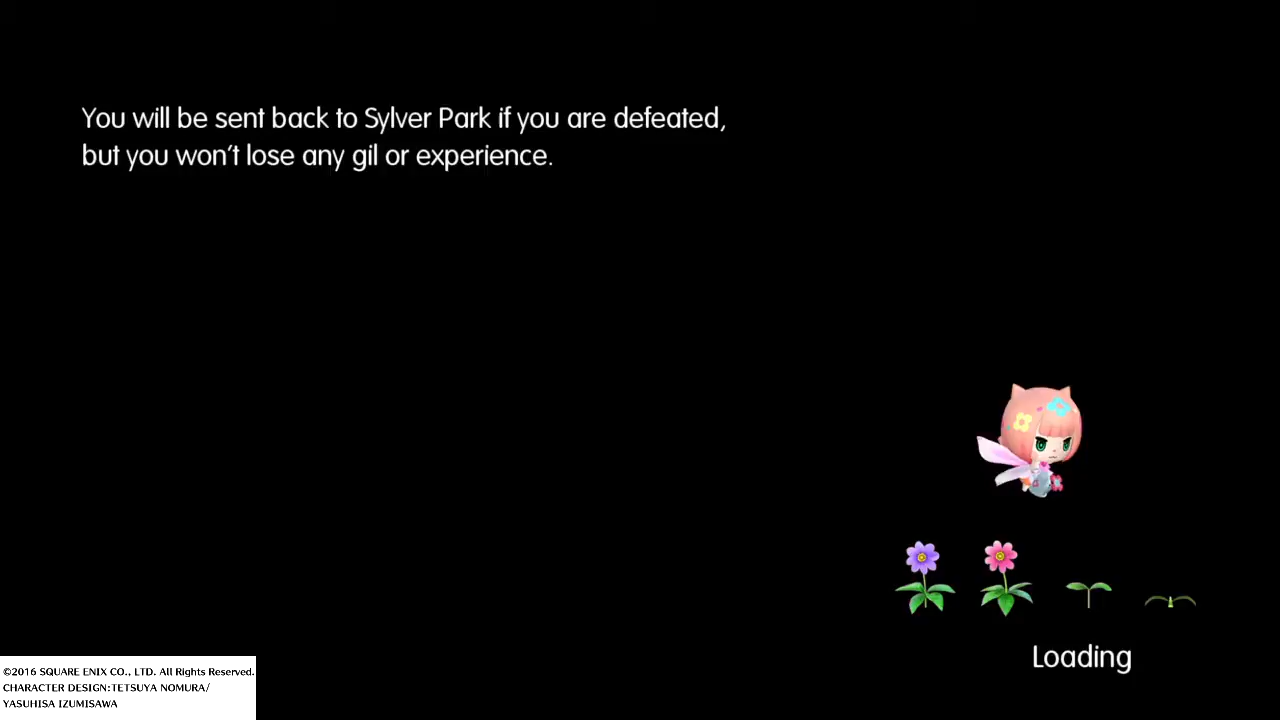 You will be sent back to Sylver Park if you are defeated,
but you won't lose any gil or experience.
Loading
©2016 SQUARE ENIX CO., LTD. All Rights Reserved.
CHARACTER DESIGN:TETSUYA NOMURA/
YASUHISA IZUMISAWA